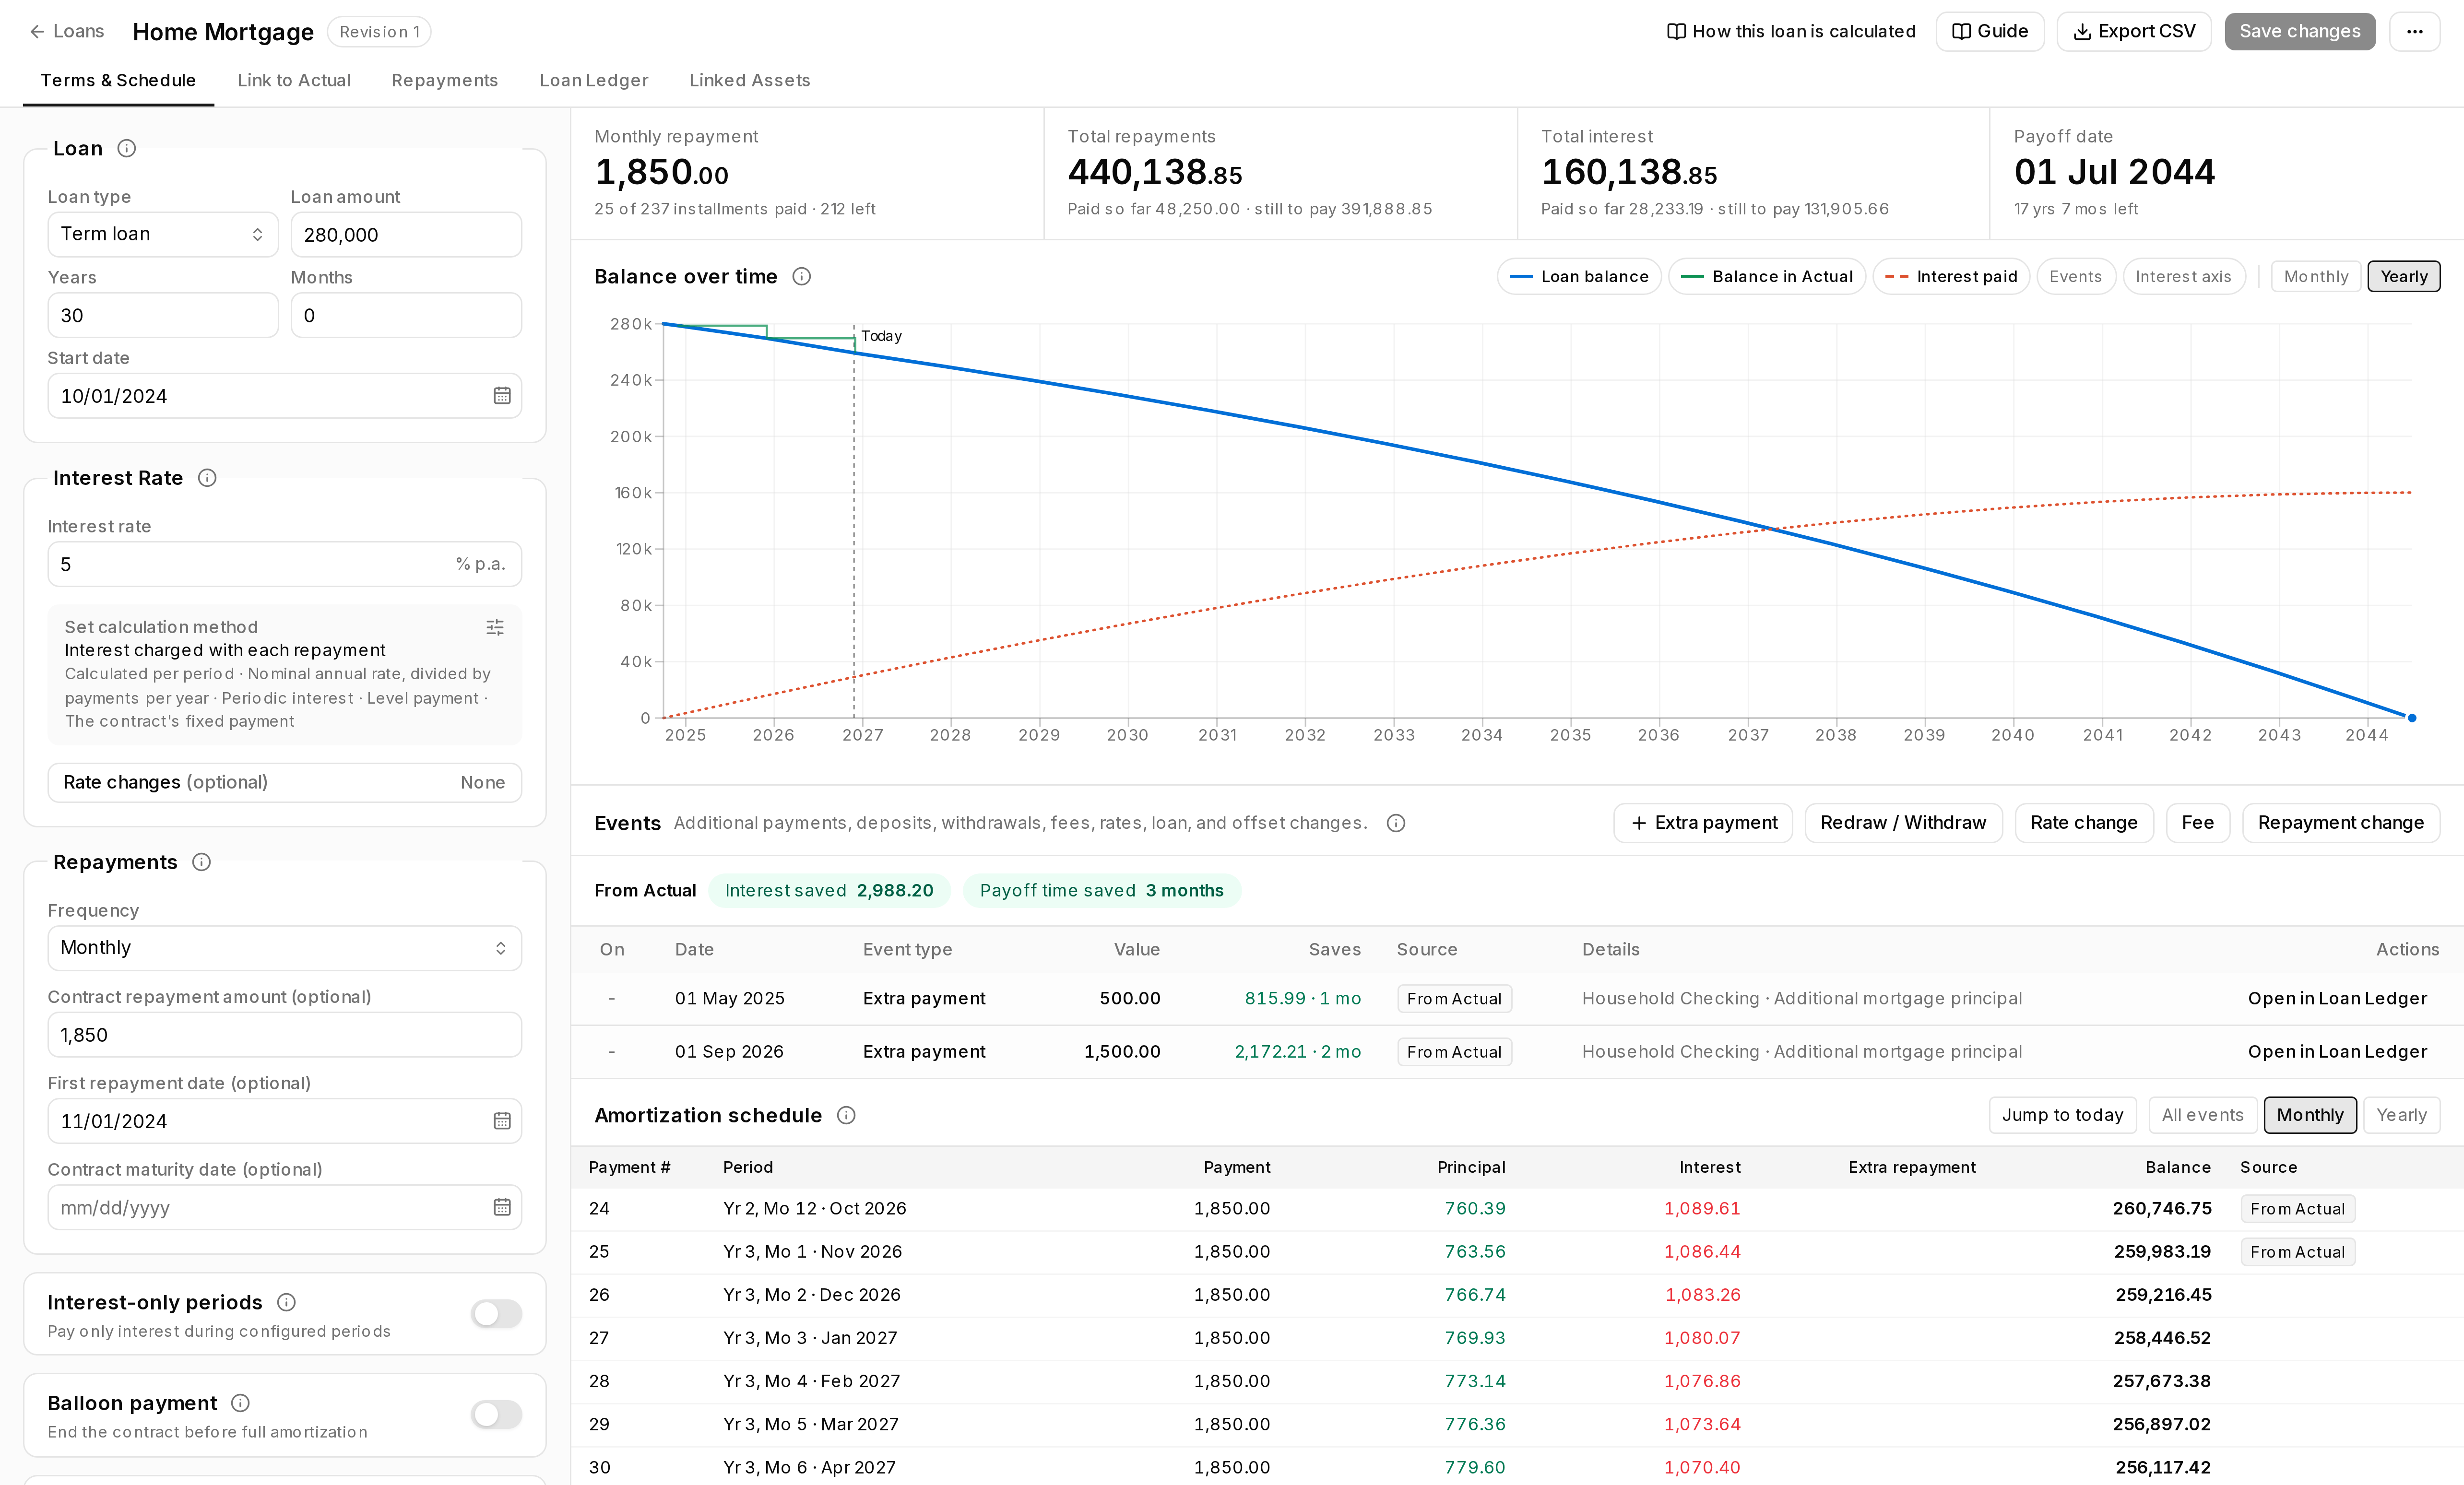 Loans
Home Mortgage
Revision 1
How this loan is calculated
Guide
Export CSV
Save changes
Terms & Schedule
Link to Actual
Repayments
Loan Ledger
Linked Assets
Loan
Loan type
Loan amount
Term loan
280,000
Years
Months
30
0
Start date
10/01/2024
Interest Rate
Interest rate
5
% p.a.
Set calculation method
Interest charged with each repayment
Calculated per period · Nominal annual rate, divided by
payments per year · Periodic interest · Level payment ·
The contract's fixed payment
Rate changes (optional)
None
Repayments
Frequency
Monthly
Contract repayment amount (optional)
1,850
First repayment date (optional)
11/01/2024
Contract maturity date (optional)
mm/dd/yyyy
Interest-only periods
Pay only interest during configured periods
Balloon payment
End the contract before full amortization
Monthly repayment
1,850.00
25 of 237 installments paid · 212 left
Total repayments
440,138.85
Paid so far 48,250.00 · still to pay 391,888.85
Total interest
160,138.85
Paid so far 28,233.19 · still to pay 131,905.66
Payoff date
01 Jul 2044
17 yrs 7 mos left
Balance over time
Loan balance
Balance in Actual
Interest paid
Events
Interest axis
Monthly
Yearly
280k
240k
200k
160k
120k
80k
40k
0
Today
2025 2026 2027 2028 2029 2030 2031 2032 2033 2034 2035 2036 2037 2038 2039 2040 2041 2042 2043 2044
Events
Additional payments, deposits, withdrawals, fees, rates, loan, and offset changes.
+ Extra payment
Redraw / Withdraw
Rate change
Fee
Repayment change
From Actual
Interest saved 2,988.20
Payoff time saved 3 months
On Date Event type Value Saves Source Details Actions
- 01 May 2025 Extra payment 500.00 815.99 · 1 mo From Actual Household Checking · Additional mortgage principal Open in Loan Ledger
- 01 Sep 2026 Extra payment 1,500.00 2,172.21 · 2 mo From Actual Household Checking · Additional mortgage principal Open in Loan Ledger
Amortization schedule
Jump to today
All events
Monthly
Yearly
Payment # Period Payment Principal Interest Extra repayment Balance Source
24 Yr 2, Mo 12 · Oct 2026 1,850.00 760.39 1,089.61 260,746.75 From Actual
25 Yr 3, Mo 1 · Nov 2026 1,850.00 763.56 1,086.44 259,983.19 From Actual
26 Yr 3, Mo 2 · Dec 2026 1,850.00 766.74 1,083.26 259,216.45
27 Yr 3, Mo 3 · Jan 2027 1,850.00 769.93 1,080.07 258,446.52
28 Yr 3, Mo 4 · Feb 2027 1,850.00 773.14 1,076.86 257,673.38
29 Yr 3, Mo 5 · Mar 2027 1,850.00 776.36 1,073.64 256,897.02
30 Yr 3, Mo 6 · Apr 2027 1,850.00 779.60 1,070.40 256,117.42